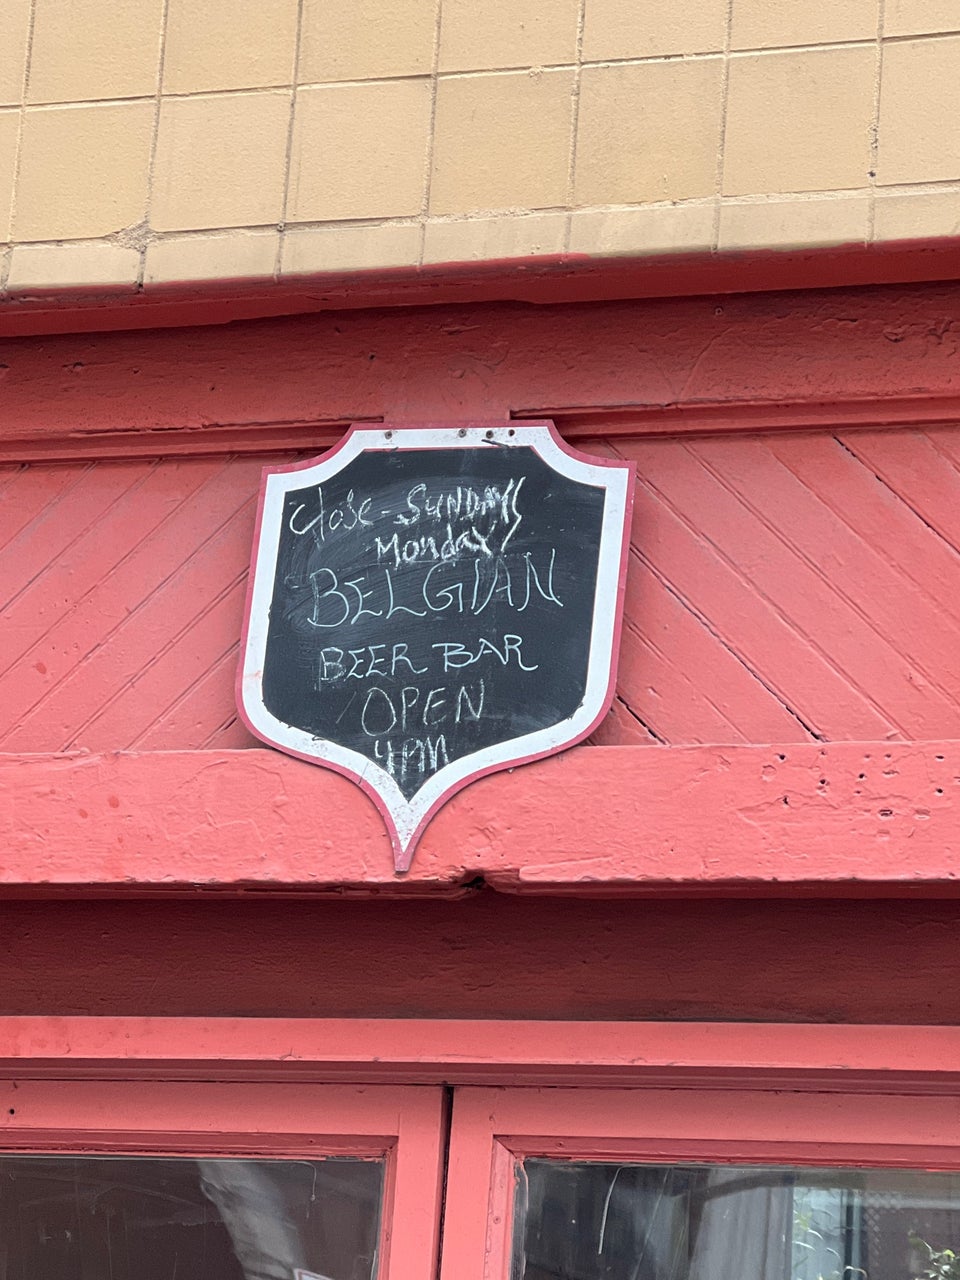 Close - SUNDAYS
Monday
BELGIAN
BEER BAR
OPEN
4PM